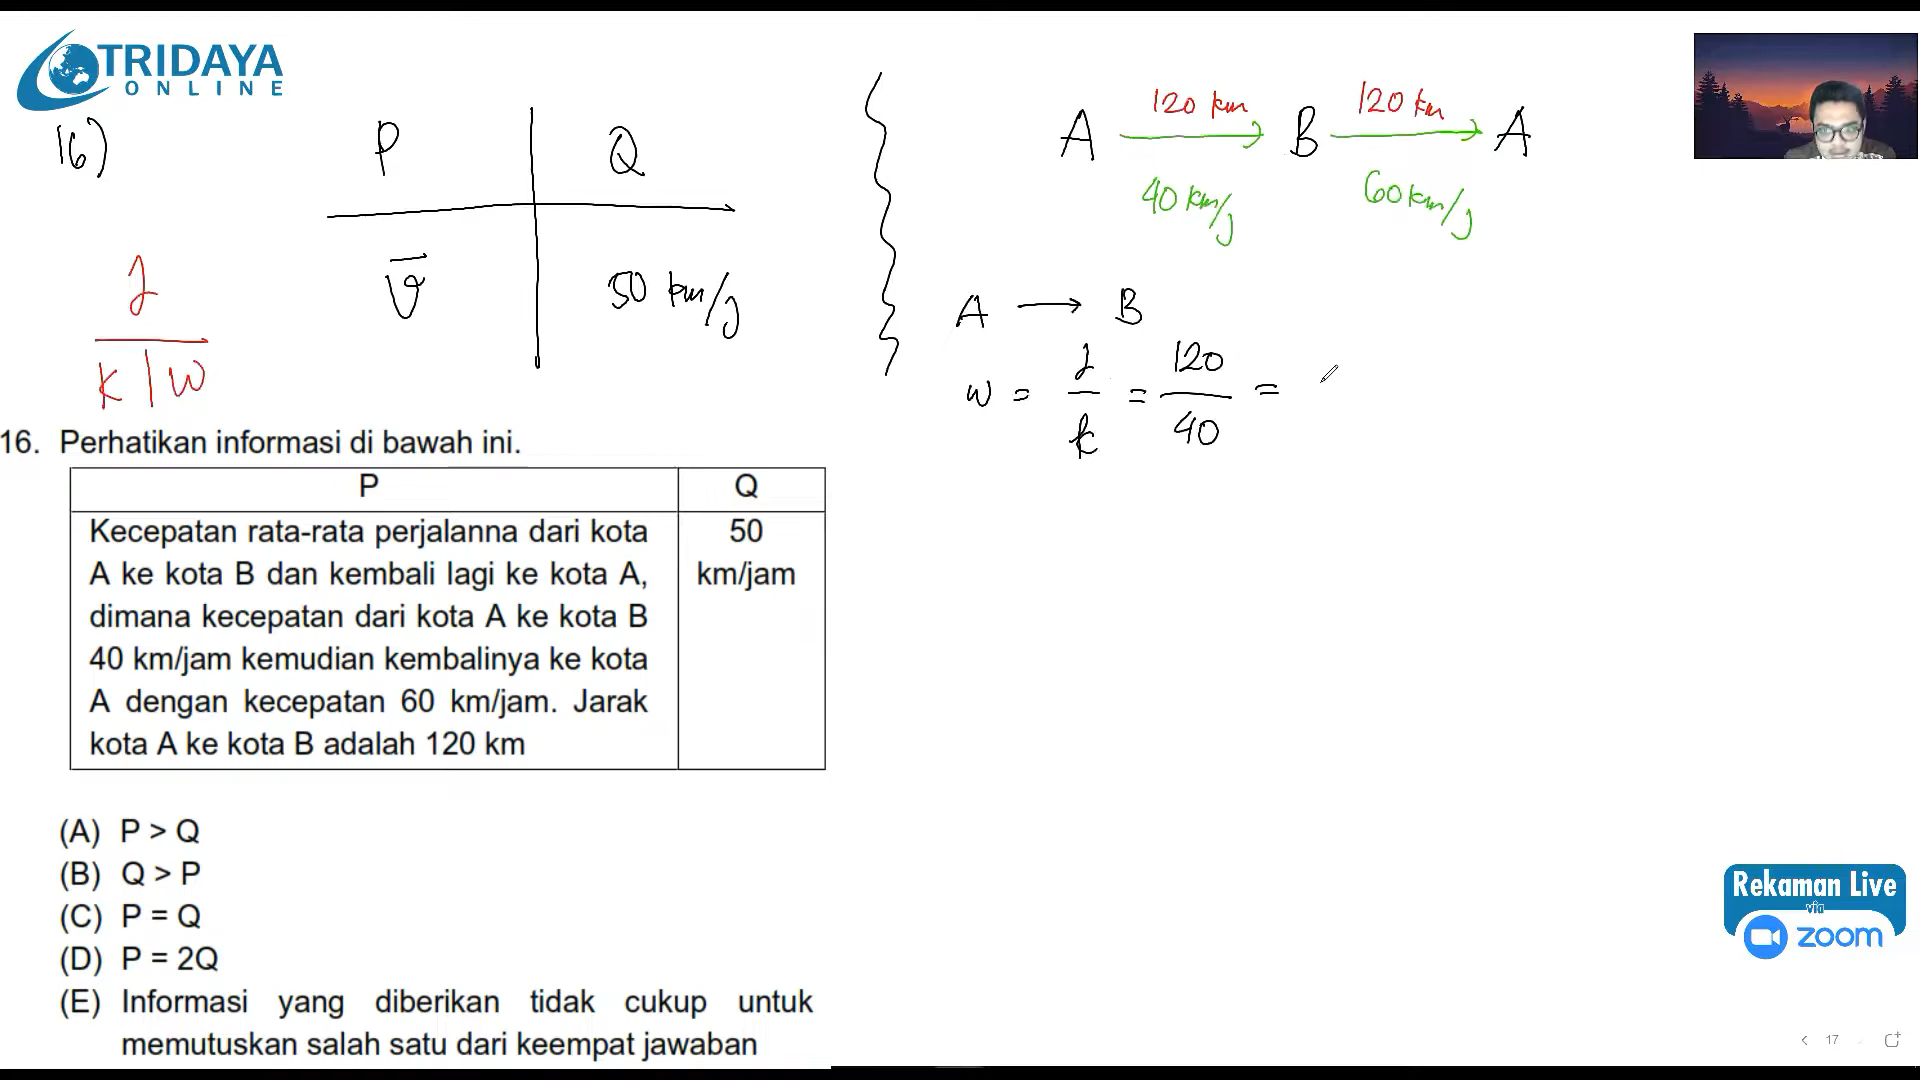 TRIDAYA
ONLINE
16)
P
Q
v
50 km/j
J
K | W
A
120 km
B
120 km
A
40 km/j
60 km/j
A → B
w = J/k = 120/40 =
16. Perhatikan informasi di bawah ini.
P
Q
Kecepatan rata-rata perjalanna dari kota
A ke kota B dan kembali lagi ke kota A,
dimana kecepatan dari kota A ke kota B
40 km/jam kemudian kembalinya ke kota
A dengan kecepatan 60 km/jam. Jarak
kota A ke kota B adalah 120 km
50
km/jam
(A) P > Q
(B) Q > P
(C) P = Q
(D) P = 2Q
(E) Informasi yang diberikan tidak cukup untuk
memutuskan salah satu dari keempat jawaban
Rekaman Live
via
zoom
17